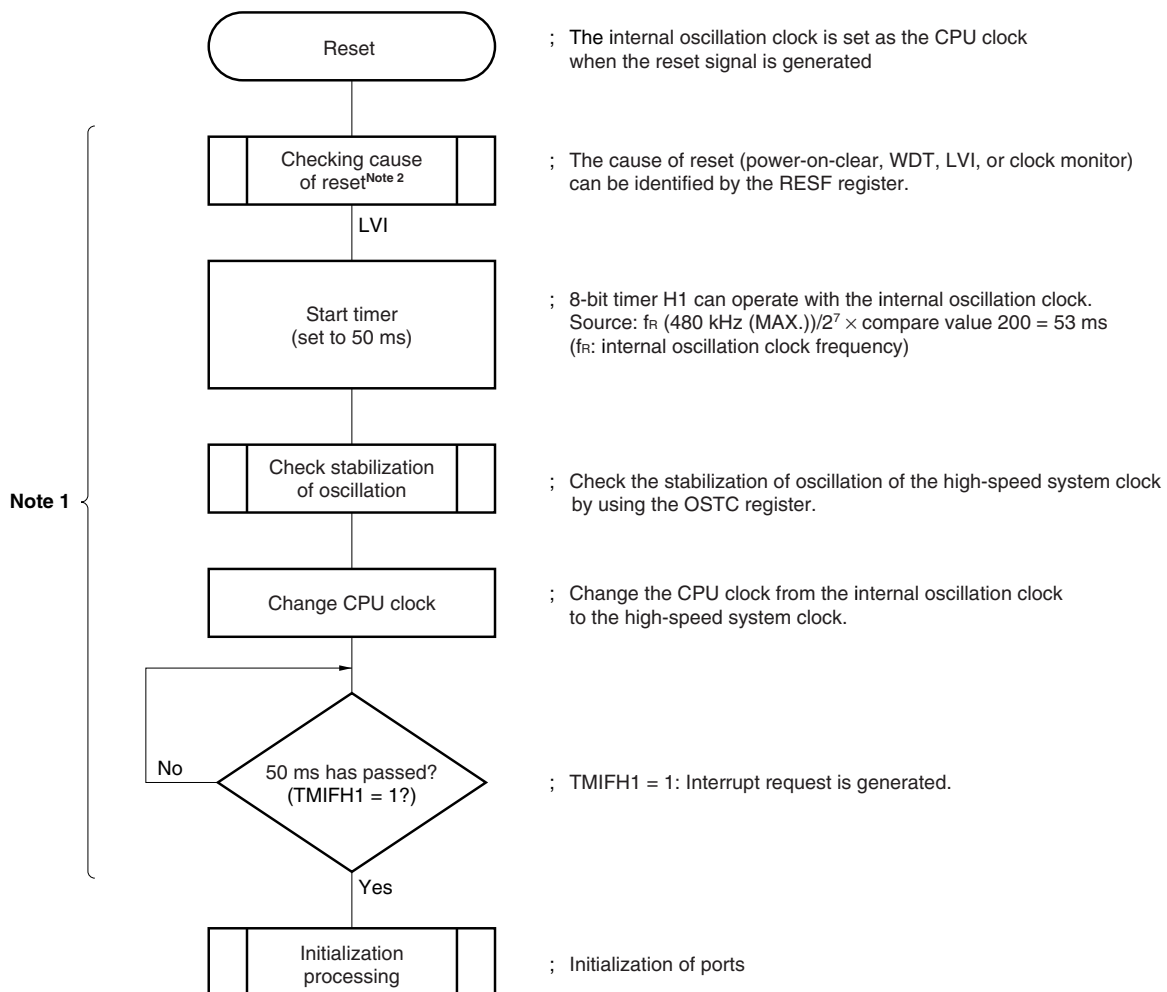 Reset
; The internal oscillation clock is set as the CPU clock
when the reset signal is generated
Checking cause
of reset^Note 2
; The cause of reset (power-on-clear, WDT, LVI, or clock monitor)
can be identified by the RESF register.
LVI
Start timer
(set to 50 ms)
; 8-bit timer H1 can operate with the internal oscillation clock.
Source: fR (480 kHz (MAX.))/2⁷ × compare value 200 = 53 ms
(fR: internal oscillation clock frequency)
Note 1
Check stabilization
of oscillation
; Check the stabilization of oscillation of the high-speed system clock
by using the OSTC register.
Change CPU clock
; Change the CPU clock from the internal oscillation clock
to the high-speed system clock.
No
50 ms has passed?
(TMIFH1 = 1?)
; TMIFH1 = 1: Interrupt request is generated.
Yes
Initialization
processing
; Initialization of ports